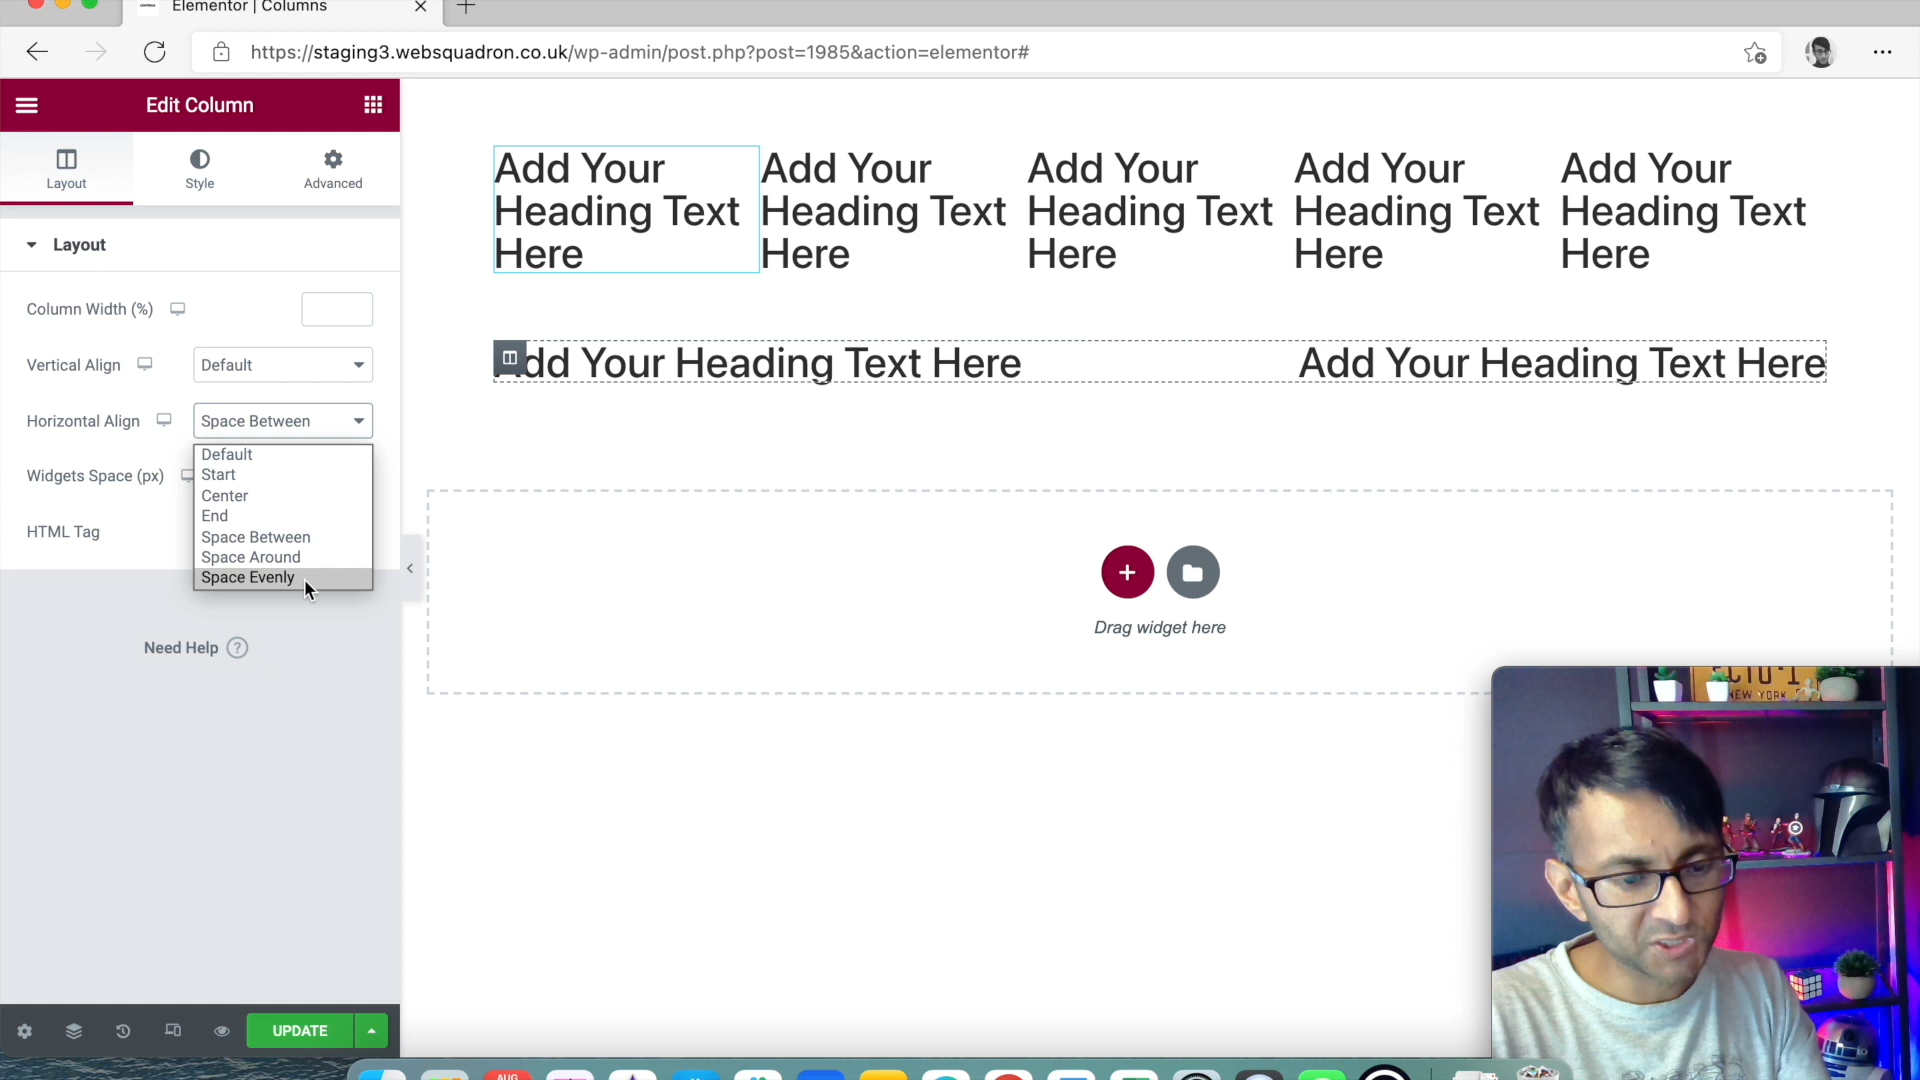 Elementor | Columns
https://staging3.websquadron.co.uk/wp-admin/post.php?post=1985&action=elementor#
Edit Column
Layout
Style
Advanced
Layout
Column Width (%)
Vertical Align
Default
Horizontal Align
Space Between
Default
Start
Center
End
Space Between
Space Around
Space Evenly
Widgets Space (px)
HTML Tag
Need Help ?
UPDATE
Add Your
Heading Text
Here
Add Your
Heading Text
Here
Add Your
Heading Text
Here
Add Your
Heading Text
Here
Add Your
Heading Text
Here
Add Your Heading Text Here
Add Your Heading Text Here
Drag widget here
NEW YORK
AUG